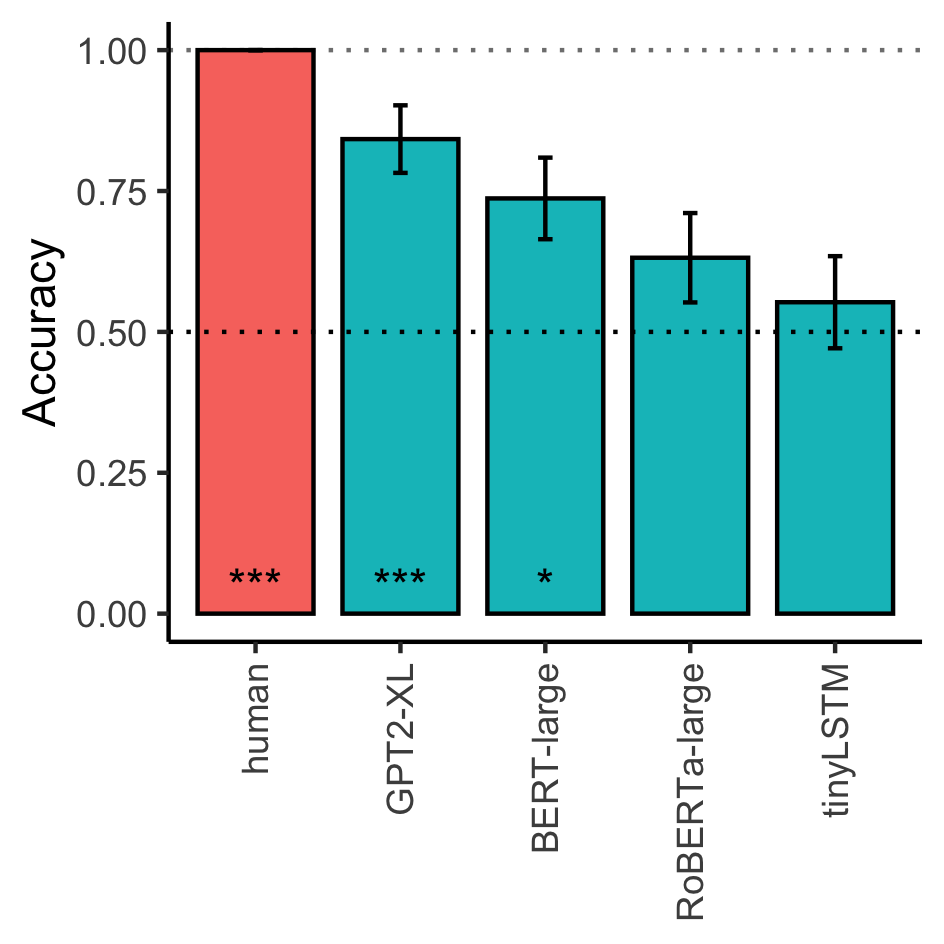 Accuracy
1.00
0.75
0.50
0.25
0.00
***
***
*
human
GPT2-XL
BERT-large
RoBERTa-large
tinyLSTM